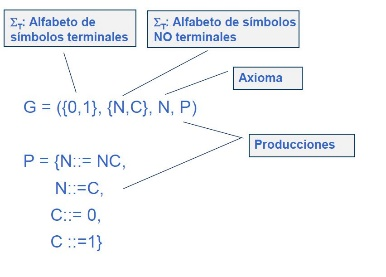 ΣT: Alfabeto de
símbolos terminales
ΣT: Alfabeto de símbolos
NO terminales
Axioma
G = ({0,1}, {N,C}, N, P)
Producciones
P = {N::= NC,
N::=C,
C::= 0,
C ::=1}